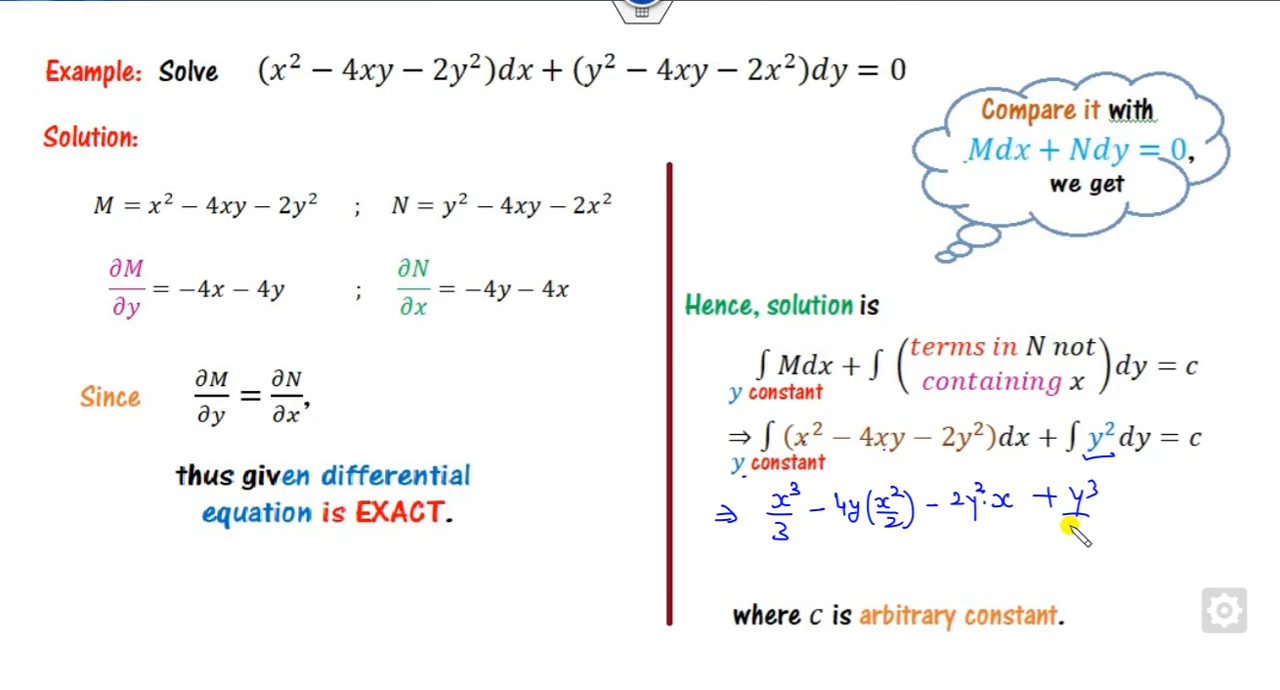 Example: Solve (x² − 4xy − 2y²)dx + (y² − 4xy − 2x²)dy = 0
Solution:
M = x² − 4xy − 2y² ; N = y² − 4xy − 2x²
∂M/∂y = −4x − 4y ; ∂N/∂x = −4y − 4x
Since ∂M/∂y = ∂N/∂x,
thus given differential
equation is EXACT.
Compare it with
Mdx + Ndy = 0,
we get
Hence, solution is
∫ Mdx + ∫ (terms in N not containing x) dy = c
y constant
⇒ ∫ (x² − 4xy − 2y²)dx + ∫ y² dy = c
y constant
⇒ x³/3 − 4y(x²/2) − 2y²·x + y³
where c is arbitrary constant.